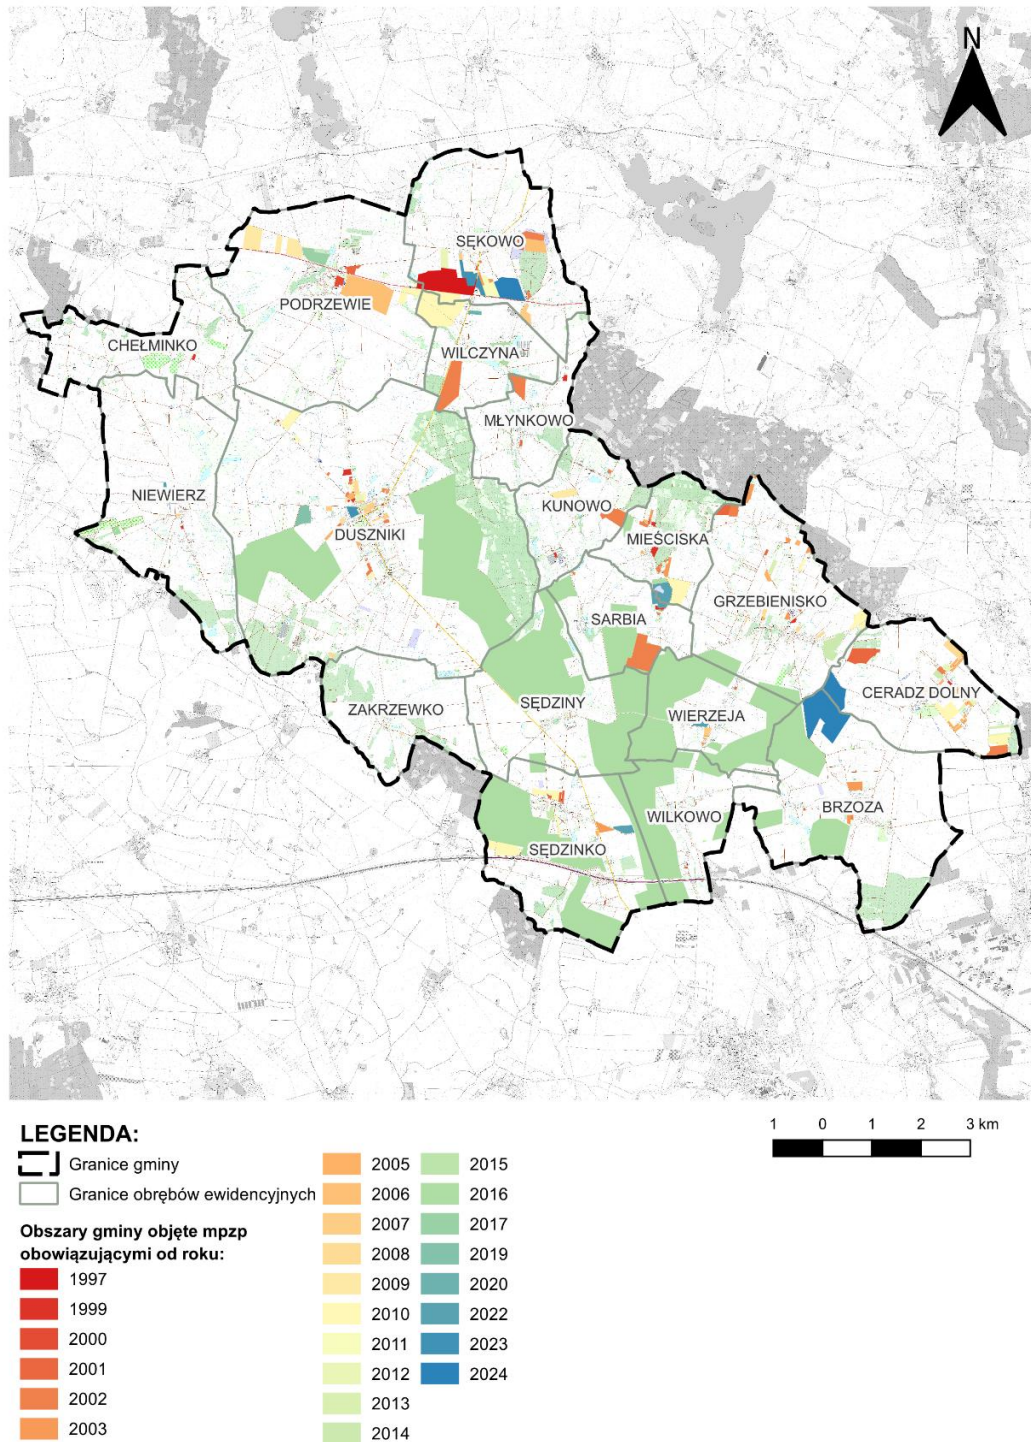 N
SĘKOWO
PODRZEWIE
CHEŁMINKO
WILCZYNA
MŁYNKOWO
NIEWIERZ
KUNOWO
DUSZNIKI
MIEŚCISKA
GRZEBIENISKO
SARBIA
CERADZ DOLNY
ZAKRZEWKO
SĘDZINY
WIERZEJA
BRZOZA
WILKOWO
SĘDZINKO
1 0 1 2 3 km
LEGENDA:
Granice gminy
Granice obrębów ewidencyjnych
Obszary gminy objęte mpzp
obowiązującymi od roku:
1997
1999
2000
2001
2002
2003
2005
2006
2007
2008
2009
2010
2011
2012
2013
2014
2015
2016
2017
2019
2020
2022
2023
2024